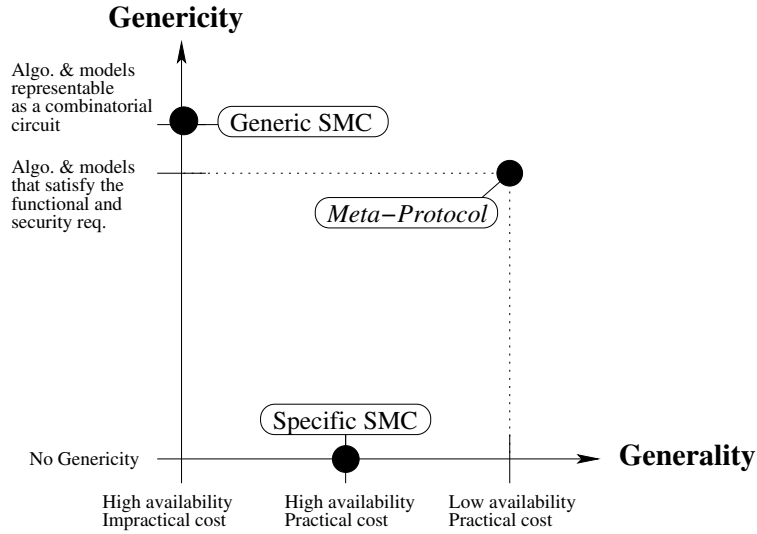 Genericity
Algo. & models
representable
as a combinatorial
circuit
Generic SMC
Algo. & models
that satisfy the
functional and
security req.
Meta−Protocol
Specific SMC
No Genericity
Generality
High availability
Impractical cost
High availability
Practical cost
Low availability
Practical cost